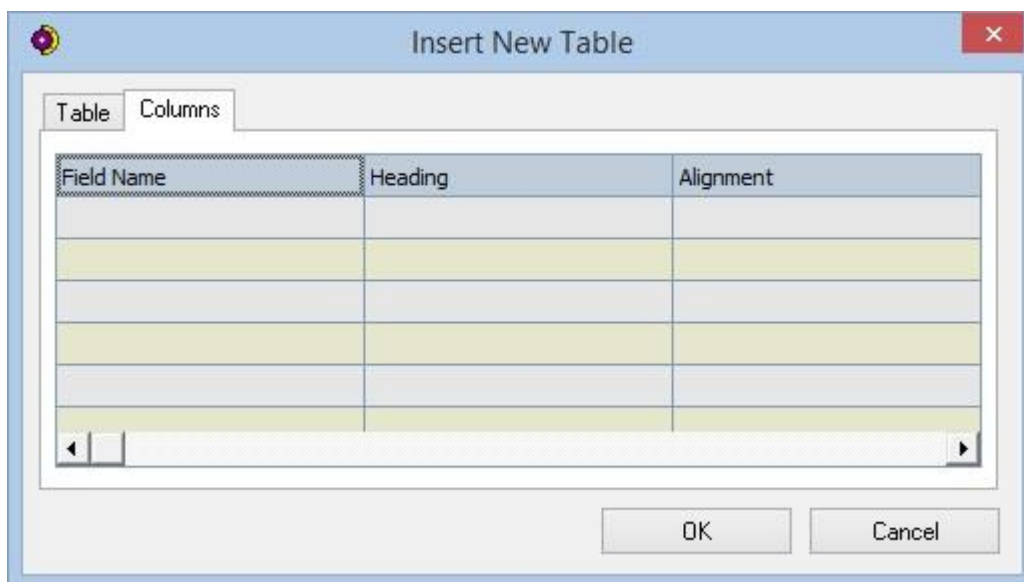 Insert New Table
Table Columns
Field Name Heading Alignment
OK Cancel